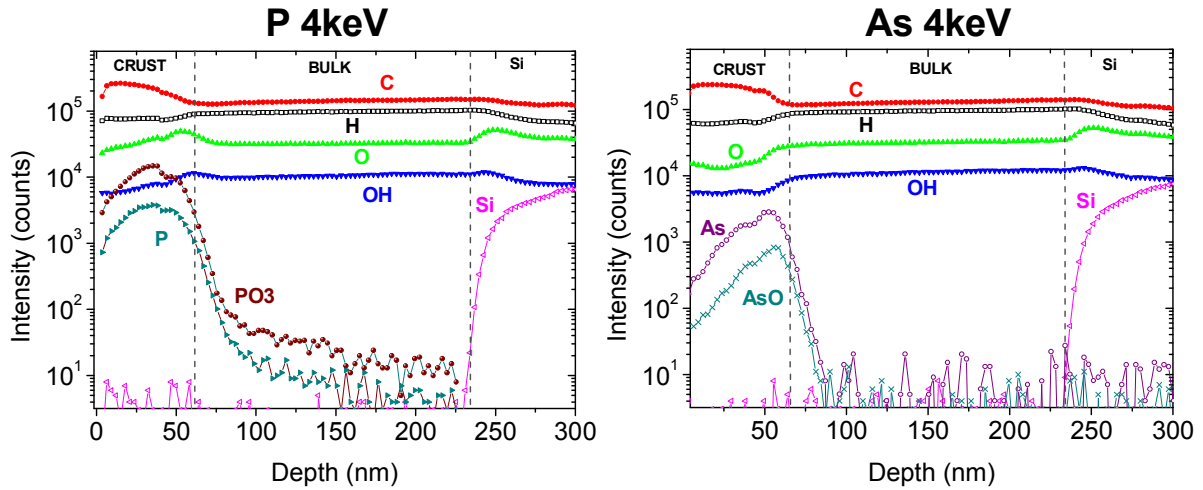 P 4keV
CRUST
BULK
Si
C
H
O
OH
Si
P
PO3
10^5
10^4
10^3
10^2
10^1
Intensity (counts)
0 50 100 150 200 250 300
Depth (nm)
As 4keV
CRUST
BULK
Si
C
H
O
OH
Si
As
AsO
10^5
10^4
10^3
10^2
10^1
Intensity (counts)
50 100 150 200 250 300
Depth (nm)